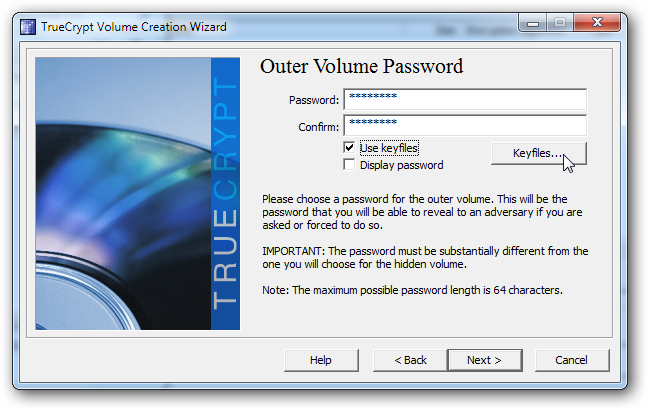 TrueCrypt Volume Creation Wizard
TRUECRYPT
Outer Volume Password
Password: ********
Confirm: ********
Use keyfiles
Keyfiles...
Display password
Please choose a password for the outer volume. This will be the
password that you will be able to reveal to an adversary if you are
asked or forced to do so.
IMPORTANT: The password must be substantially different from the
one you will choose for the hidden volume.
Note: The maximum possible password length is 64 characters.
Help
< Back
Next >
Cancel